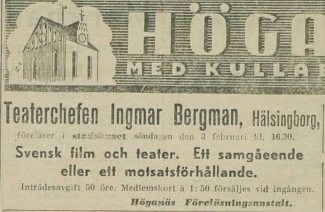 HÖGA
MED KULLA
Teaterchefen Ingmar Bergman, Hälsingborg,
föreläser i stadshuset söndagen den 3 februari kl. 16.30.
Svensk film och teater. Ett samgåeende
eller ett motsatsförhållande.
Inträdesavgift 50 öre. Medlemskort à 1:50 försäljes vid ingången.
Höganäs Föreläsningsanstalt.